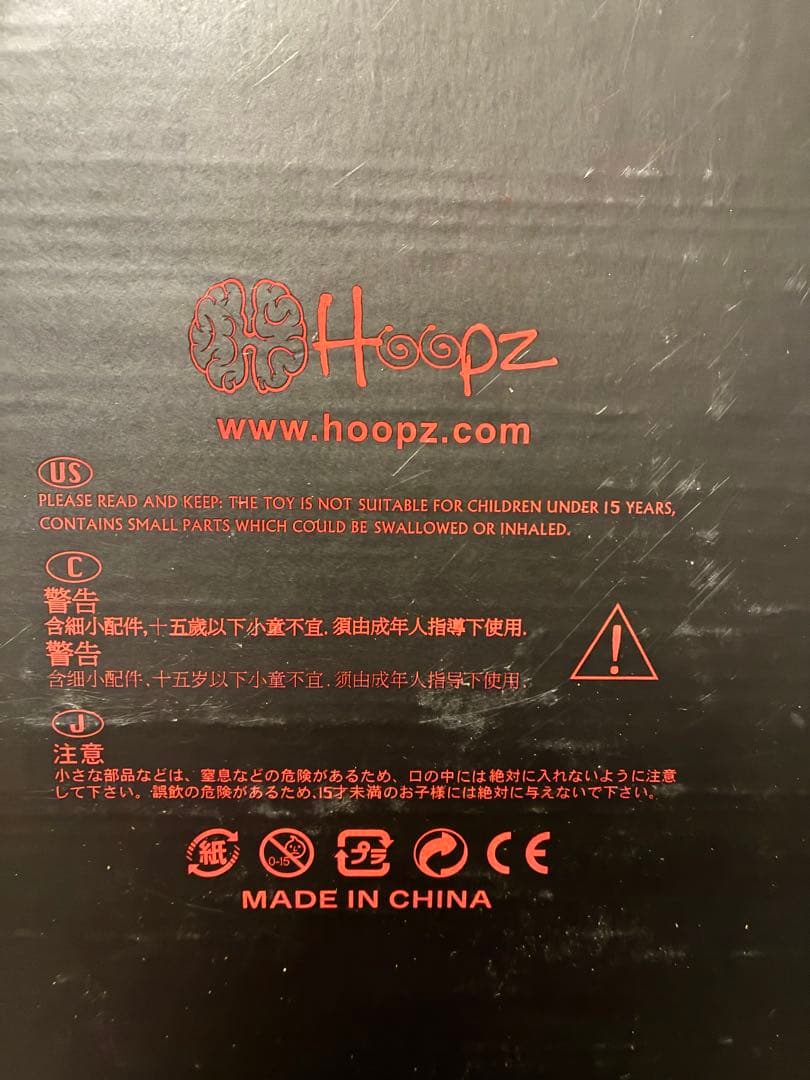 Hoopz
www.hoopz.com
US
PLEASE READ AND KEEP: THE TOY IS NOT SUITABLE FOR CHILDREN UNDER 15 YEARS,
CONTAINS SMALL PARTS WHICH COULD BE SWALLOWED OR INHALED.
C
警告
含細小配件,十五歲以下小童不宜.須由成年人指導下使用.
警告
含细小配件.十五岁以下小童不宜.须由成年人指导下使用.
J
注意
小さな部品などは、窒息などの危険があるため、口の中には絶対に入れないように注意
して下さい。誤飲の危険があるため、15才未満のお子様には絶対に与えないで下さい。
紙 0-15 プラ CE
MADE IN CHINA